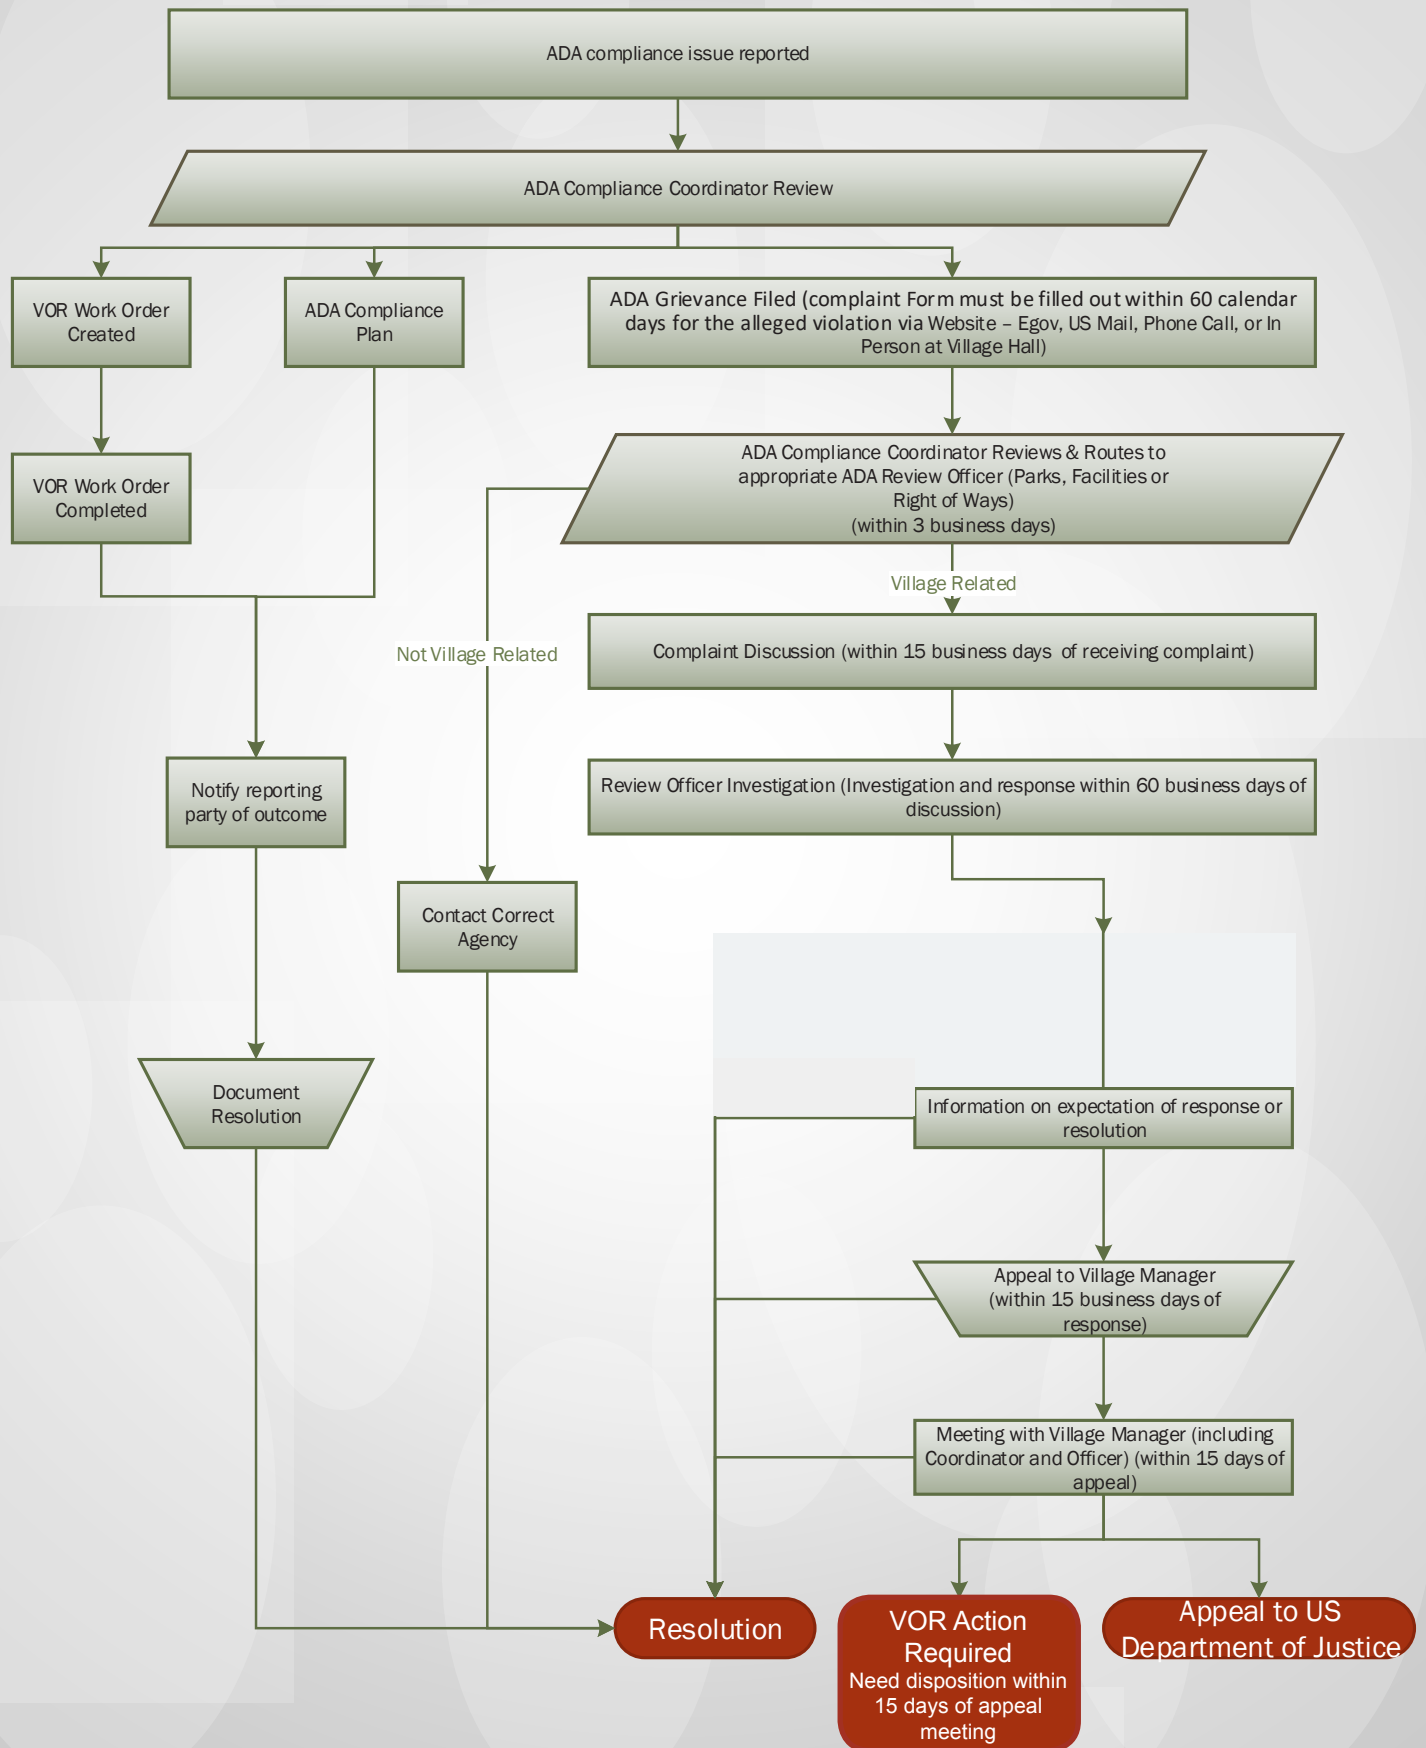 ADA compliance issue reported
ADA Compliance Coordinator Review
VOR Work Order
Created
ADA Compliance
Plan
ADA Grievance Filed (complaint Form must be filled out within 60 calendar
days for the alleged violation via Website – Egov, US Mail, Phone Call, or In
Person at Village Hall)
VOR Work Order
Completed
ADA Compliance Coordinator Reviews & Routes to
appropriate ADA Review Officer (Parks, Facilities or
Right of Ways)
(within 3 business days)
Village Related
Not Village Related
Complaint Discussion (within 15 business days of receiving complaint)
Notify reporting
party of outcome
Review Officer Investigation (Investigation and response within 60 business days of
discussion)
Contact Correct
Agency
Document
Resolution
Information on expectation of response or
resolution
Appeal to Village Manager
(within 15 business days of
response)
Meeting with Village Manager (including
Coordinator and Officer) (within 15 days of
appeal)
Resolution
VOR Action
Required
Need disposition within
15 days of appeal
meeting
Appeal to US
Department of Justice